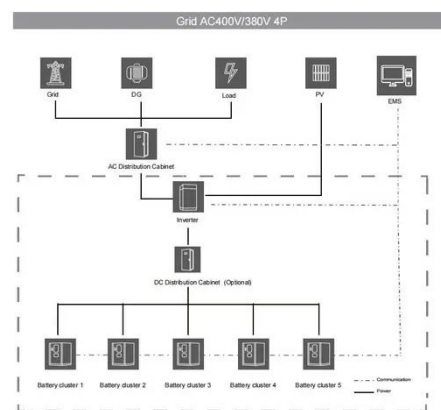 Grid AC400V/380V 4P
Grid
DG
Load
PV
EMS
AC Distribution Cabinet
Inverter
DC Distribution Cabinet (Optional)
Battery cluster 1
Battery cluster 2
Battery cluster 3
Battery cluster 4
Battery cluster 5
Communication
Power